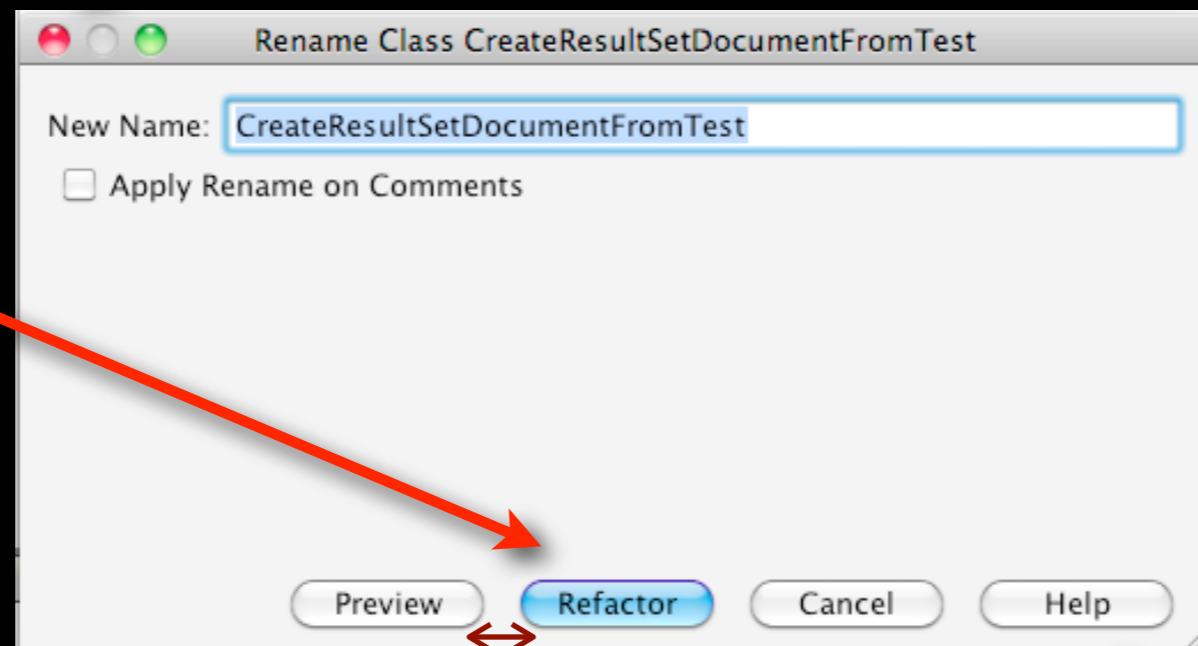 Rename Class CreateResultSetDocumentFromTest
New Name: CreateResultSetDocumentFromTest
Apply Rename on Comments
Preview Refactor Cancel Help